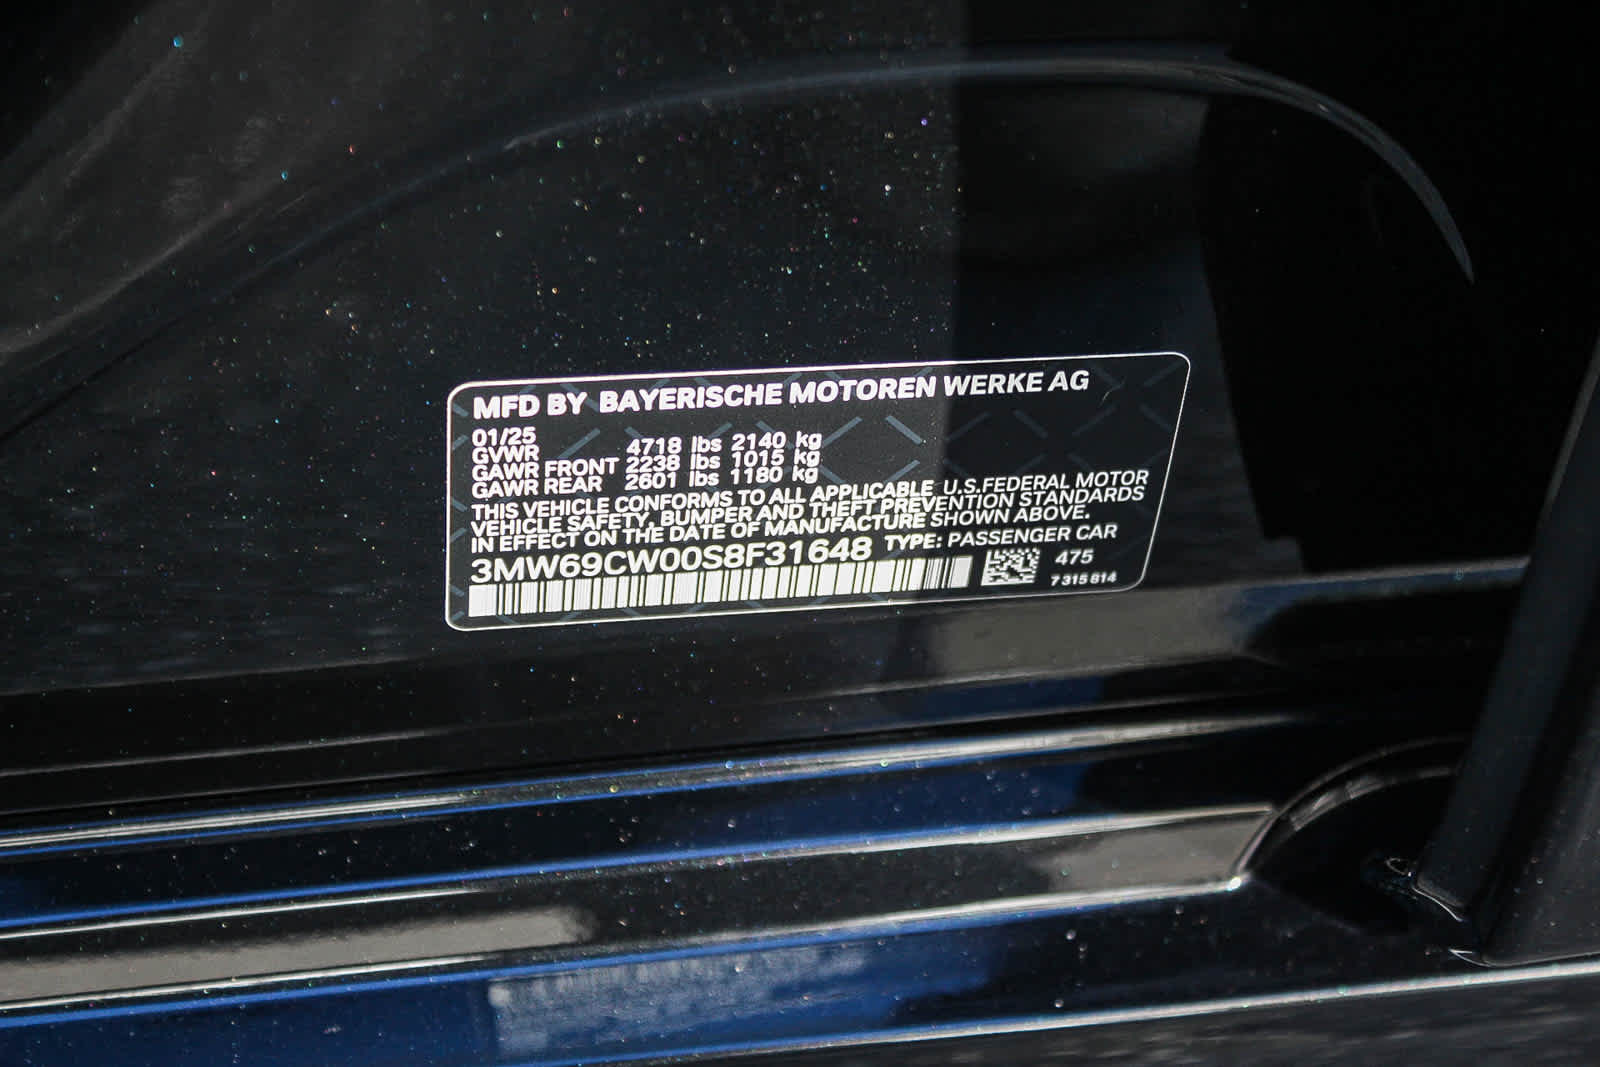 MFD BY BAYERISCHE MOTOREN WERKE AG
01/25
GVWR 4718 lbs 2140 kg
GAWR FRONT 2238 lbs 1015 kg
GAWR REAR 2601 lbs 1180 kg
THIS VEHICLE CONFORMS TO ALL APPLICABLE U.S.FEDERAL MOTOR
VEHICLE SAFETY, BUMPER AND THEFT PREVENTION STANDARDS
IN EFFECT ON THE DATE OF MANUFACTURE SHOWN ABOVE.
3MW69CW00S8F31648 TYPE: PASSENGER CAR
475
7 315 814